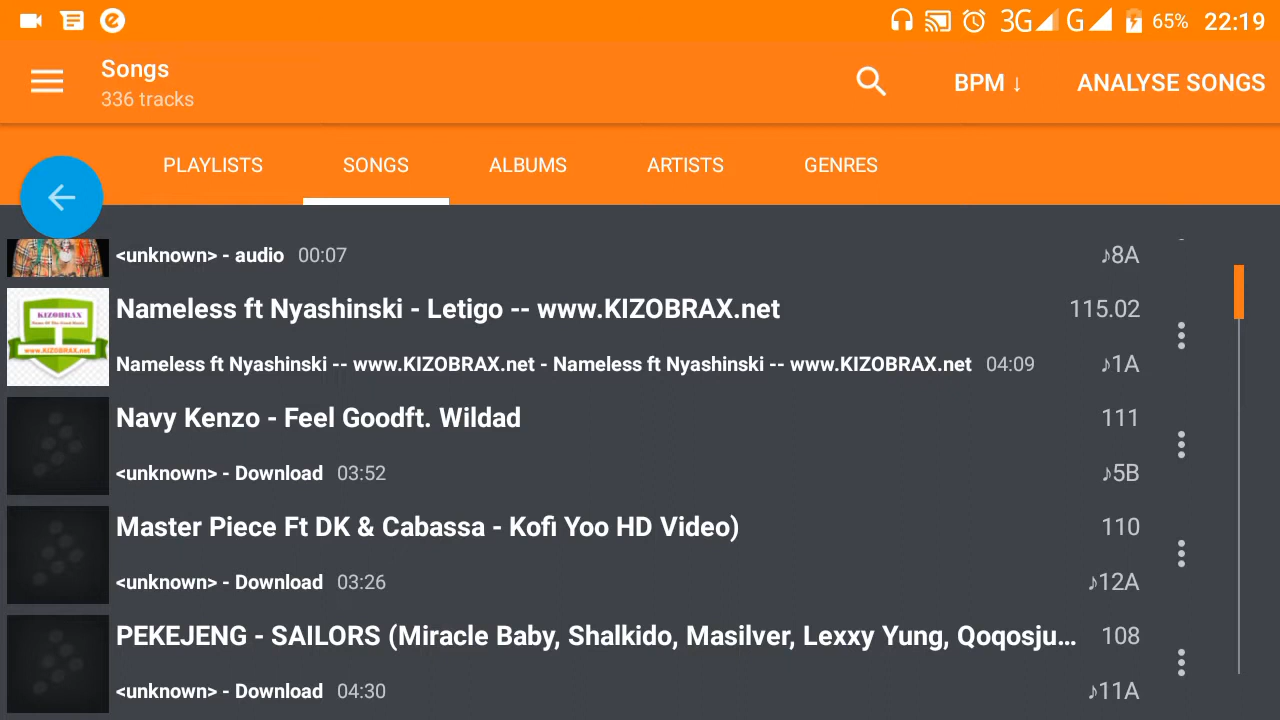 3G G 65% 22:19
Songs
336 tracks
BPM ↓ ANALYSE SONGS
PLAYLISTS SONGS ALBUMS ARTISTS GENRES
<unknown> - audio 00:07 ♪8A
Nameless ft Nyashinski - Letigo -- www.KIZOBRAX.net 115.02
KIZOBRAX
www.KIZOBRAX.net
Nameless ft Nyashinski -- www.KIZOBRAX.net - Nameless ft Nyashinski -- www.KIZOBRAX.net 04:09 ♪1A
Navy Kenzo - Feel Goodft. Wildad 111
<unknown> - Download 03:52 ♪5B
Master Piece Ft DK & Cabassa - Kofi Yoo HD Video) 110
<unknown> - Download 03:26 ♪12A
PEKEJENG - SAILORS (Miracle Baby, Shalkido, Masilver, Lexxy Yung, Qoqosju... 108
<unknown> - Download 04:30 ♪11A